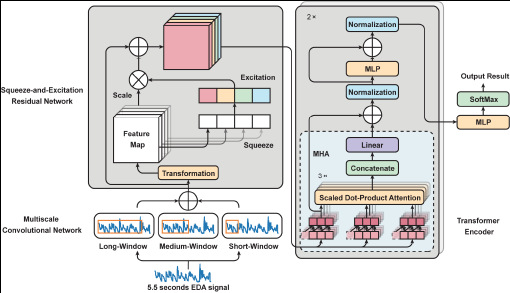 Squeeze-and-Excitation
Residual Network
Scale
Excitation
Squeeze
Feature
Map
Transformation
Multiscale
Convolutional Network
Long-Window
Medium-Window
Short-Window
5.5 seconds EDA signal
2×
Normalization
MLP
Normalization
MHA
Linear
Concatenate
3×
Scaled Dot-Product Attention
Output Result
SoftMax
MLP
Transformer
Encoder